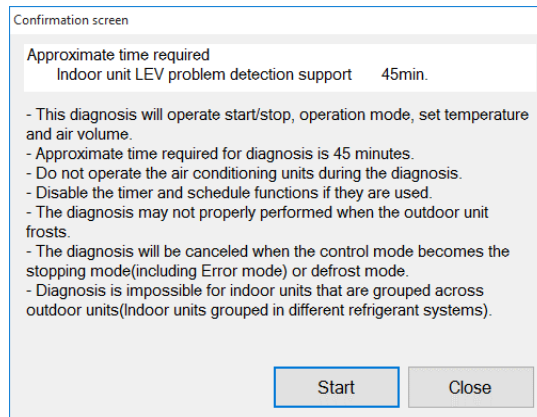 Confirmation screen
Approximate time required
Indoor unit LEV problem detection support 45min.
- This diagnosis will operate start/stop, operation mode, set temperature
and air volume.
- Approximate time required for diagnosis is 45 minutes.
- Do not operate the air conditioning units during the diagnosis.
- Disable the timer and schedule functions if they are used.
- The diagnosis may not properly performed when the outdoor unit
frosts.
- The diagnosis will be canceled when the control mode becomes the
stopping mode(including Error mode) or defrost mode.
- Diagnosis is impossible for indoor units that are grouped across
outdoor units(Indoor units grouped in different refrigerant systems).
Start Close